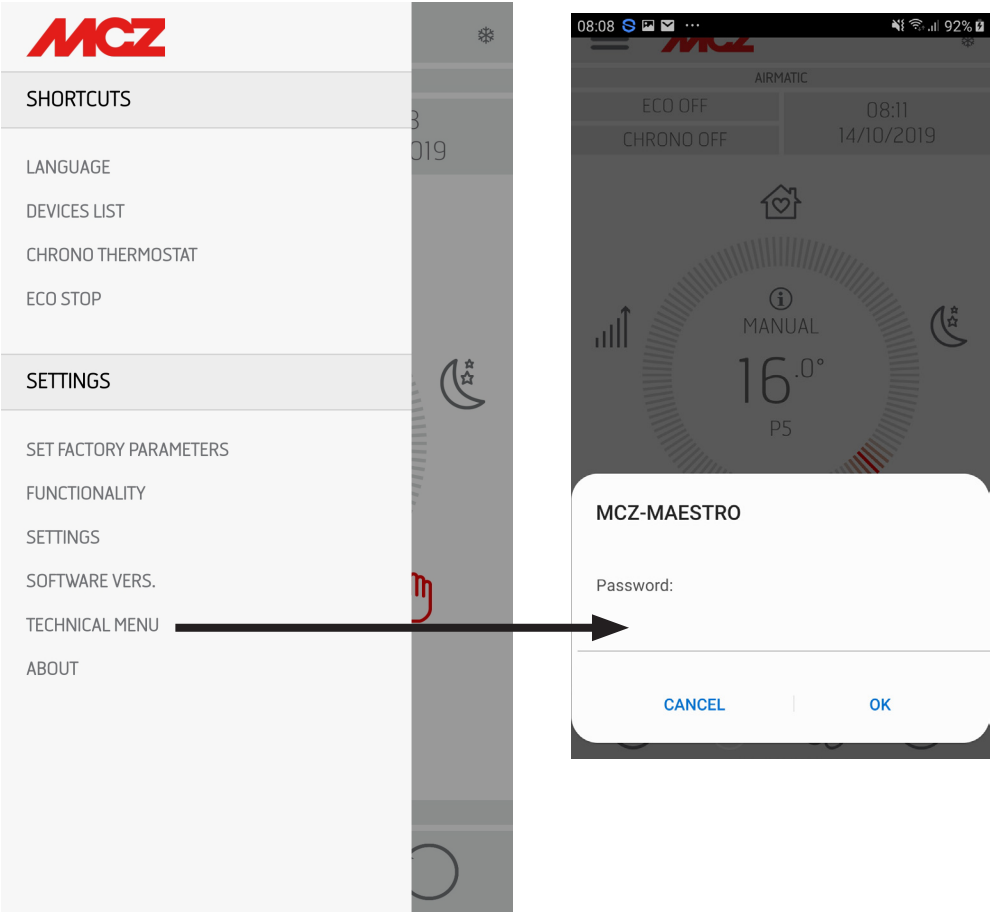 MCZ
SHORTCUTS
LANGUAGE
DEVICES LIST
CHRONO THERMOSTAT
ECO STOP
SETTINGS
SET FACTORY PARAMETERS
FUNCTIONALITY
SETTINGS
SOFTWARE VERS.
TECHNICAL MENU
ABOUT
019
08:08 S ... 92%
MCZ
AIRMATIC
ECO OFF
08:11
CHRONO OFF
14/10/2019
MANUAL
16.0°
P5
MCZ-MAESTRO
Password:
CANCEL
OK